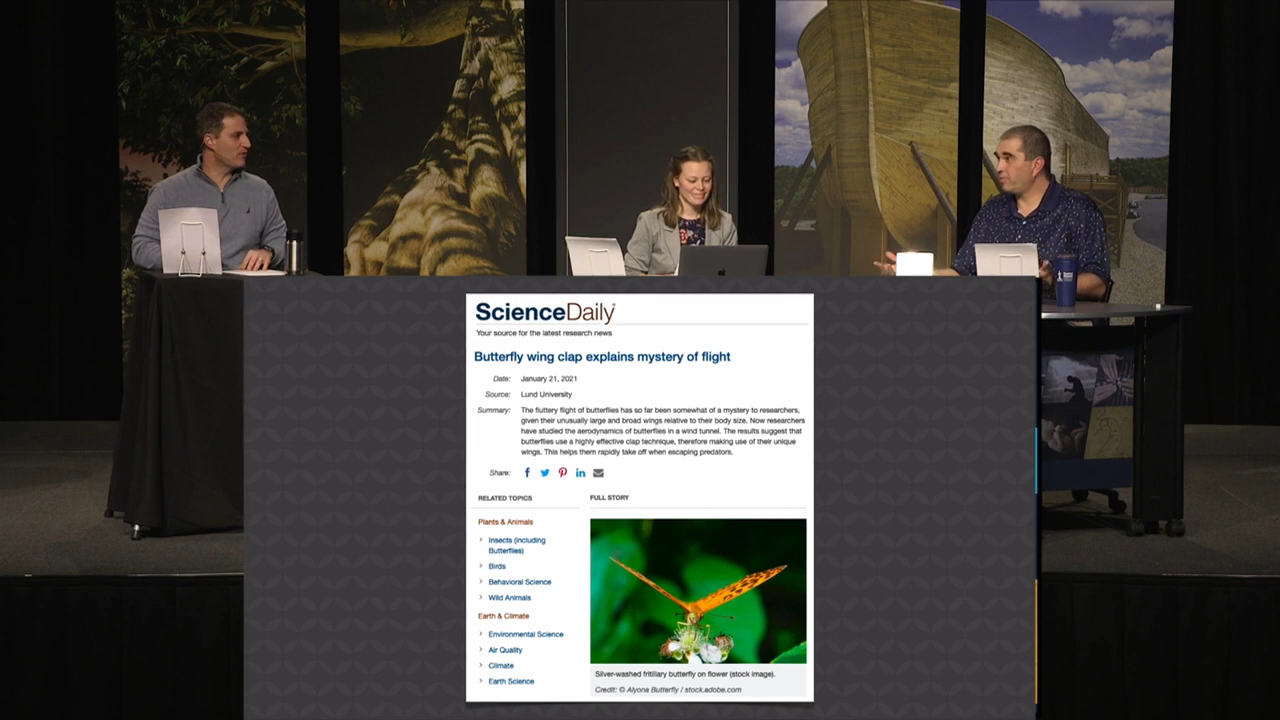 ScienceDaily
Your source for the latest research news
Butterfly wing clap explains mystery of flight
Date: January 21, 2021
Source: Lund University
Summary: The fluttery flight of butterflies has so far been somewhat of a mystery to researchers,
given their unusually large and broad wings relative to their body size. Now researchers
have studied the aerodynamics of butterflies in a wind tunnel. The results suggest that
butterflies use a highly effective clap technique, therefore making use of their unique
wings. This helps them rapidly take off when escaping predators.
Share:
RELATED TOPICS
Plants & Animals
Insects (including
Butterflies)
Birds
Behavioral Science
Wild Animals
Earth & Climate
Environmental Science
Air Quality
Climate
Earth Science
FULL STORY
Silver-washed fritillary butterfly on flower (stock image).
Credit: © Alyona Butterfly / stock.adobe.com